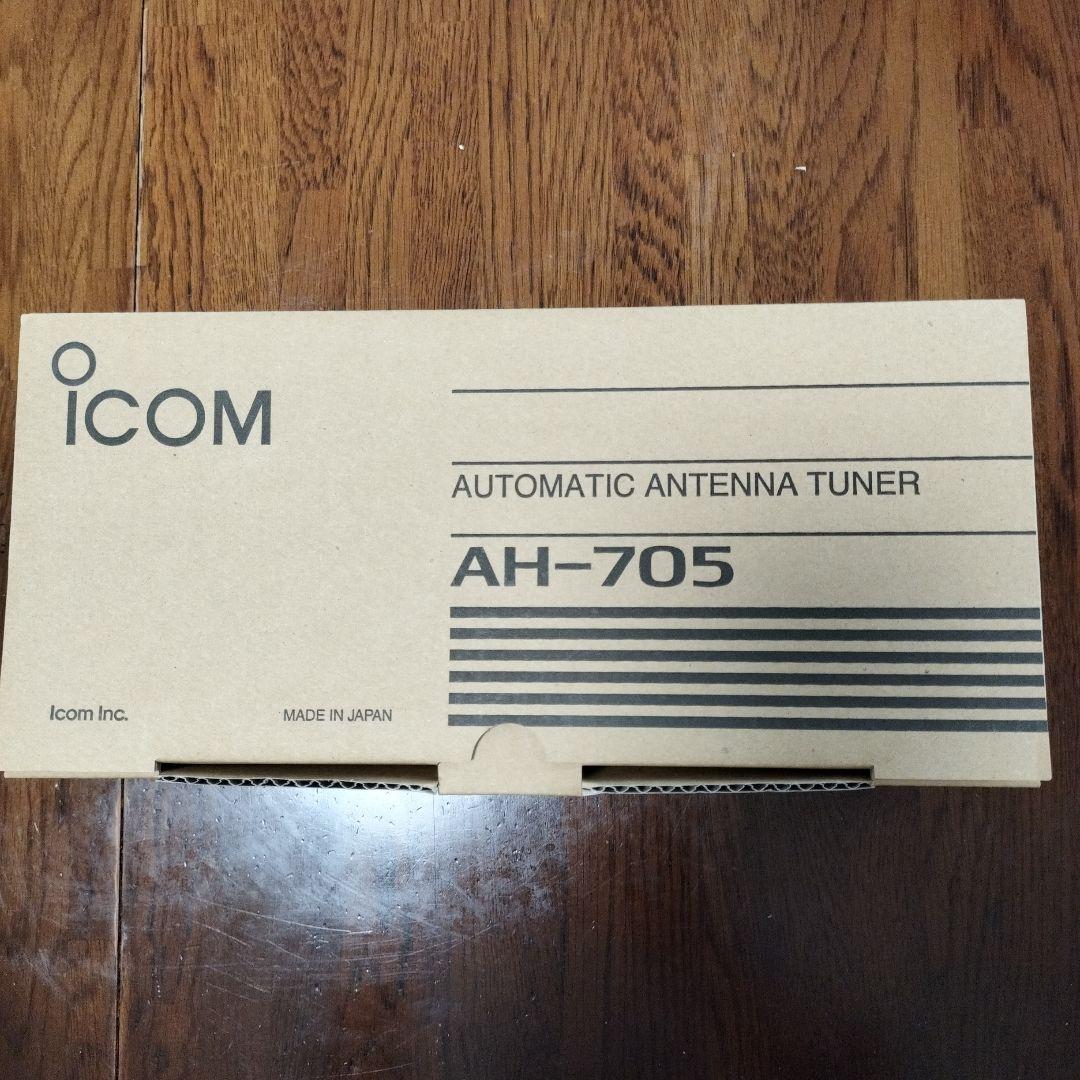 ICOM
AUTOMATIC ANTENNA TUNER
AH-705
Icom Inc.
MADE IN JAPAN